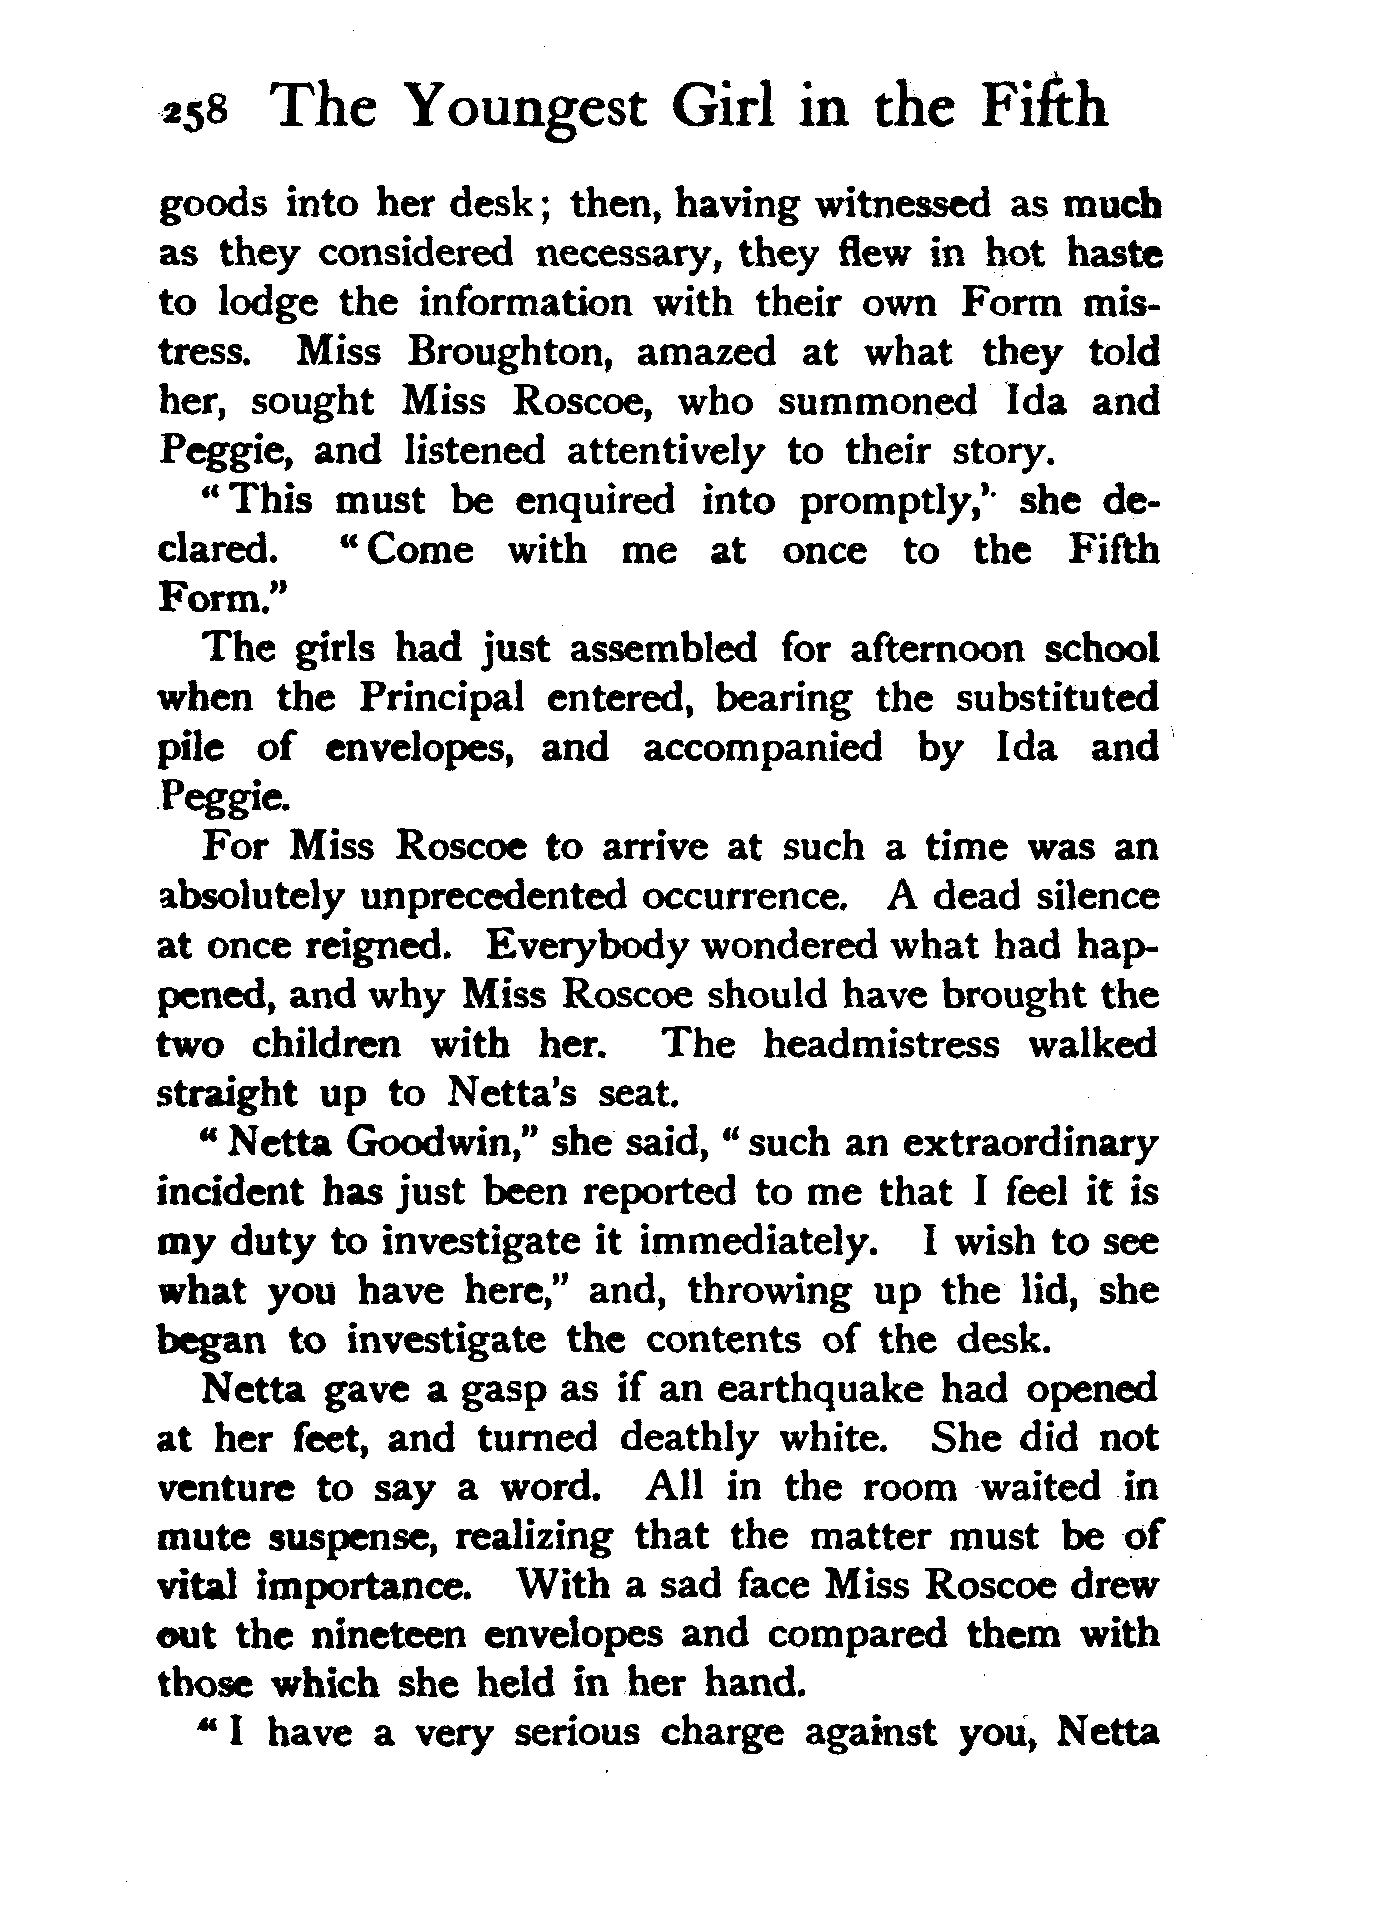 258 The Youngest Girl in the Fifth
goods into her desk; then, having witnessed as much
as they considered necessary, they flew in hot haste
to lodge the information with their own Form mis-
tress. Miss Broughton, amazed at what they told
her, sought Miss Roscoe, who summoned Ida and
Peggie, and listened attentively to their story.
"This must be enquired into promptly,' she de-
clared. "Come with me at once to the Fifth
Form."
The girls had just assembled for afternoon school
when the Principal entered, bearing the substituted
pile of envelopes, and accompanied by Ida and
Peggie.
For Miss Roscoe to arrive at such a time was an
absolutely unprecedented occurrence. A dead silence
at once reigned. Everybody wondered what had hap-
pened, and why Miss Roscoe should have brought the
two children with her. The headmistress walked
straight up to Netta's seat.
"Netta Goodwin," she said, "such an extraordinary
incident has just been reported to me that I feel it is
my duty to investigate it immediately. I wish to see
what you have here," and, throwing up the lid, she
began to investigate the contents of the desk.
Netta gave a gasp as if an earthquake had opened
at her feet, and turned deathly white. She did not
venture to say a word. All in the room waited in
mute suspense, realizing that the matter must be of
vital importance. With a sad face Miss Roscoe drew
out the nineteen envelopes and compared them with
those which she held in her hand.
"I have a very serious charge against you, Netta